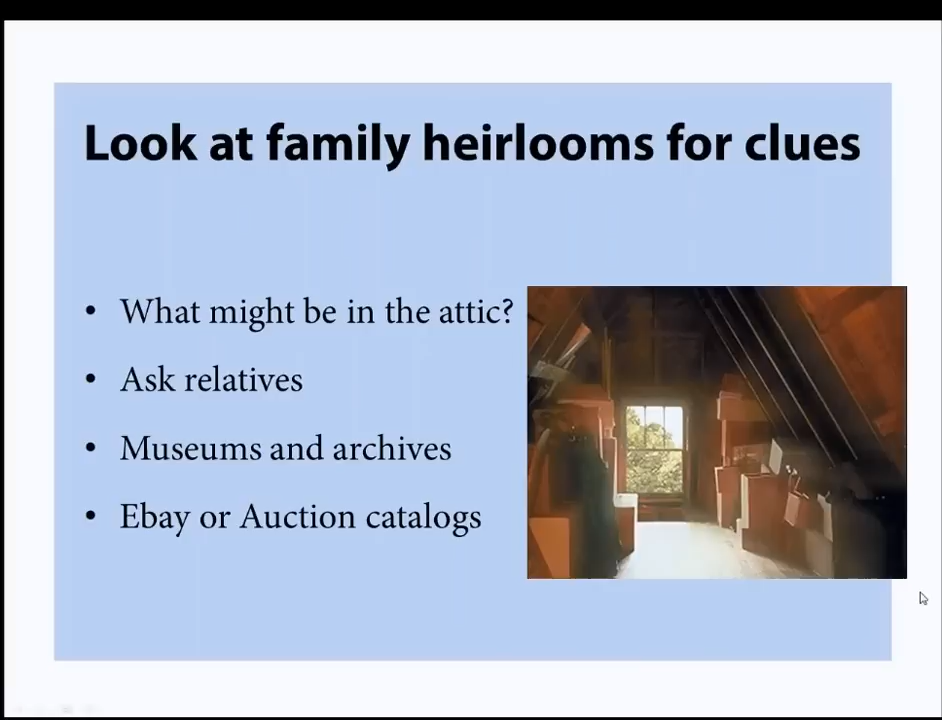 Look at family heirlooms for clues
• What might be in the attic?
• Ask relatives
• Museums and archives
• Ebay or Auction catalogs